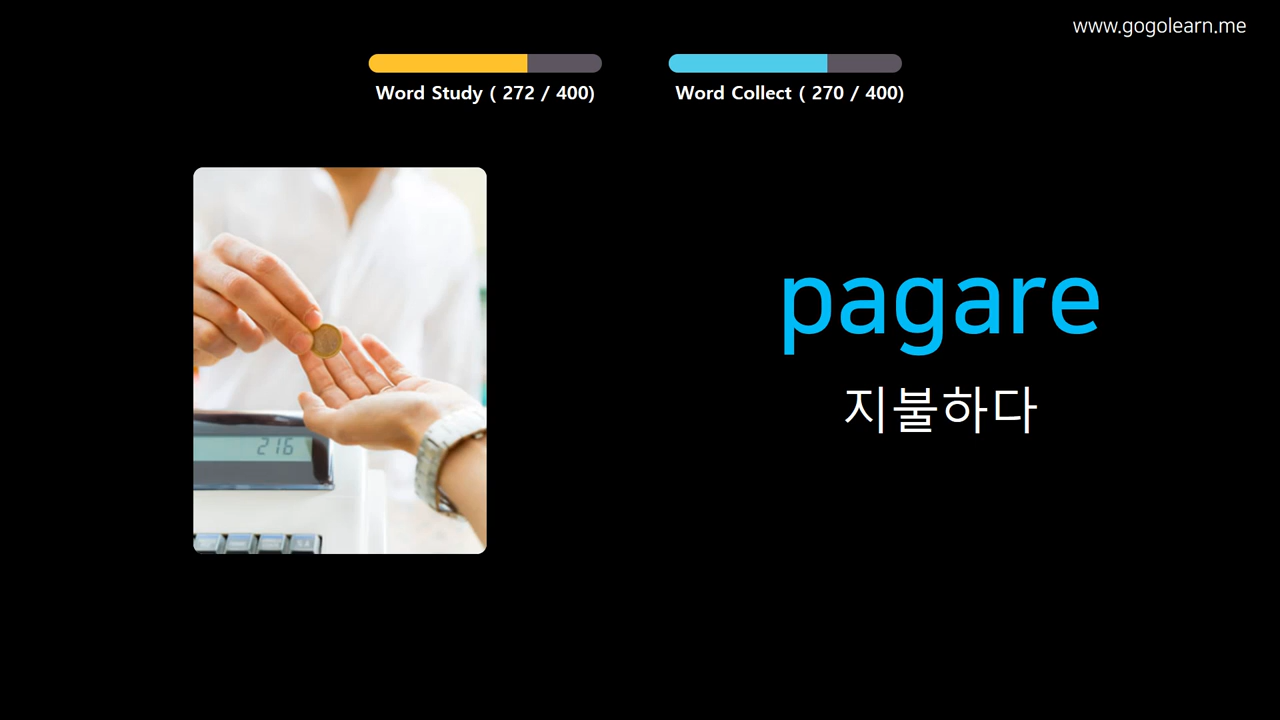 www.gogolearn.me
Word Study ( 272 / 400)
Word Collect ( 270 / 400)
216
pagare
지불하다